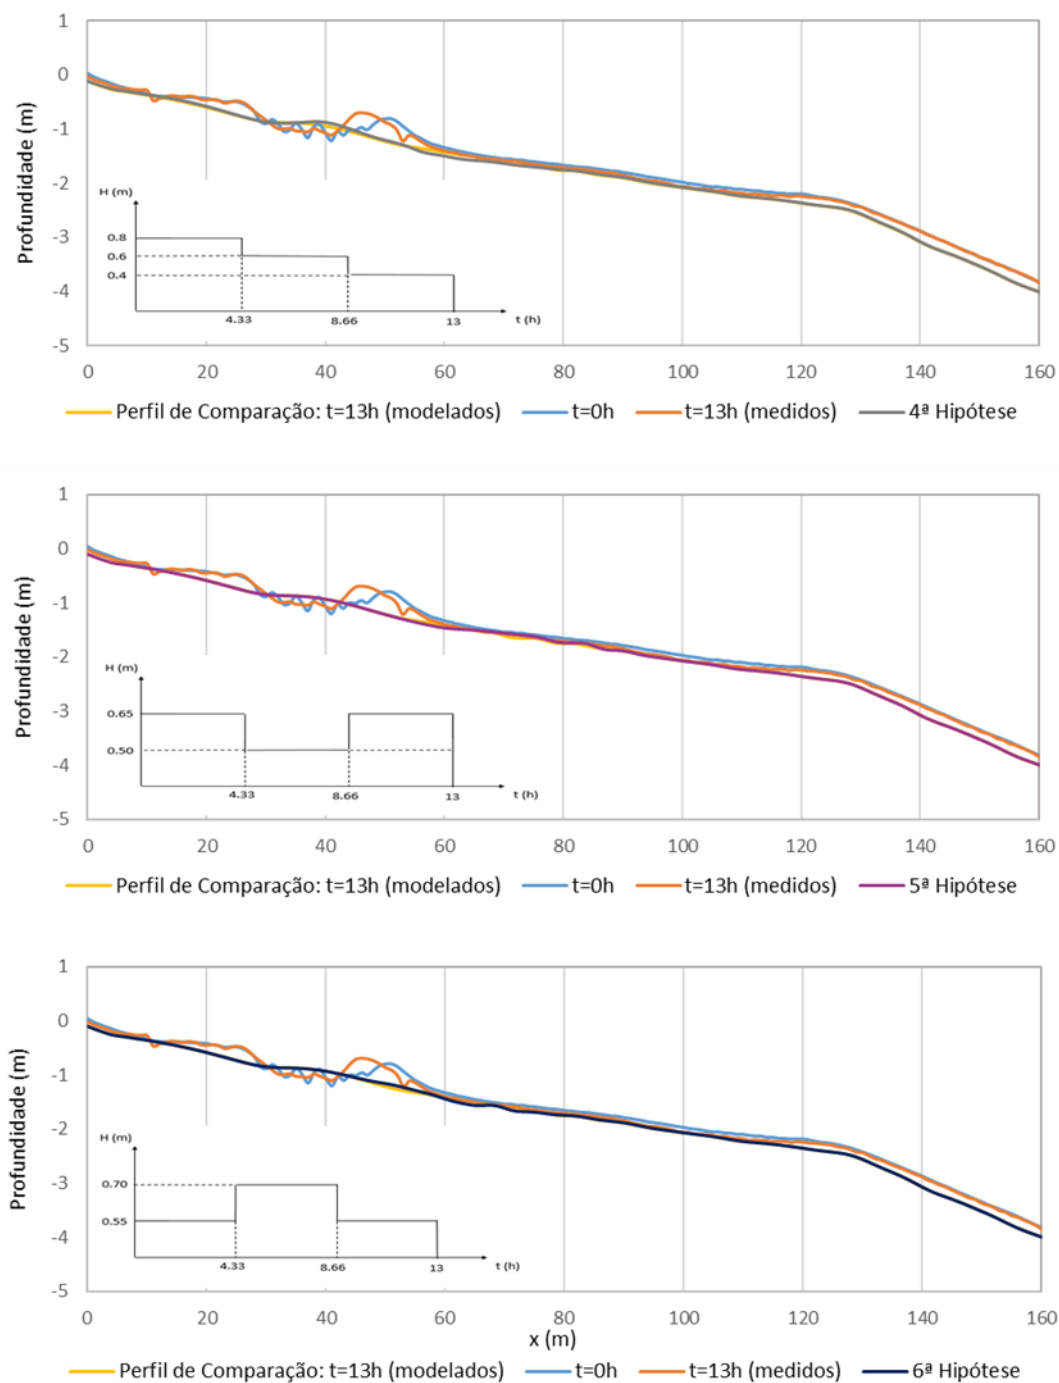 1
0
-1
-2
-3
-4
-5
Profundidade (m)
H (m)
0.8
0.6
0.4
4.33 8.66 13 t (h)
0 20 40 60 80 100 120 140 160
Perfil de Comparação: t=13h (modelados) t=0h t=13h (medidos) 4ª Hipótese
1
0
-1
-2
-3
-4
-5
Profundidade (m)
H (m)
0.65
0.50
4.33 8.66 13 t (h)
0 20 40 60 80 100 120 140 160
Perfil de Comparação: t=13h (modelados) t=0h t=13h (medidos) 5ª Hipótese
1
0
-1
-2
-3
-4
-5
Profundidade (m)
H (m)
0.70
0.55
4.33 8.66 13 t (h)
0 20 40 60 80 100 120 140 160
x (m)
Perfil de Comparação: t=13h (modelados) t=0h t=13h (medidos) 6ª Hipótese